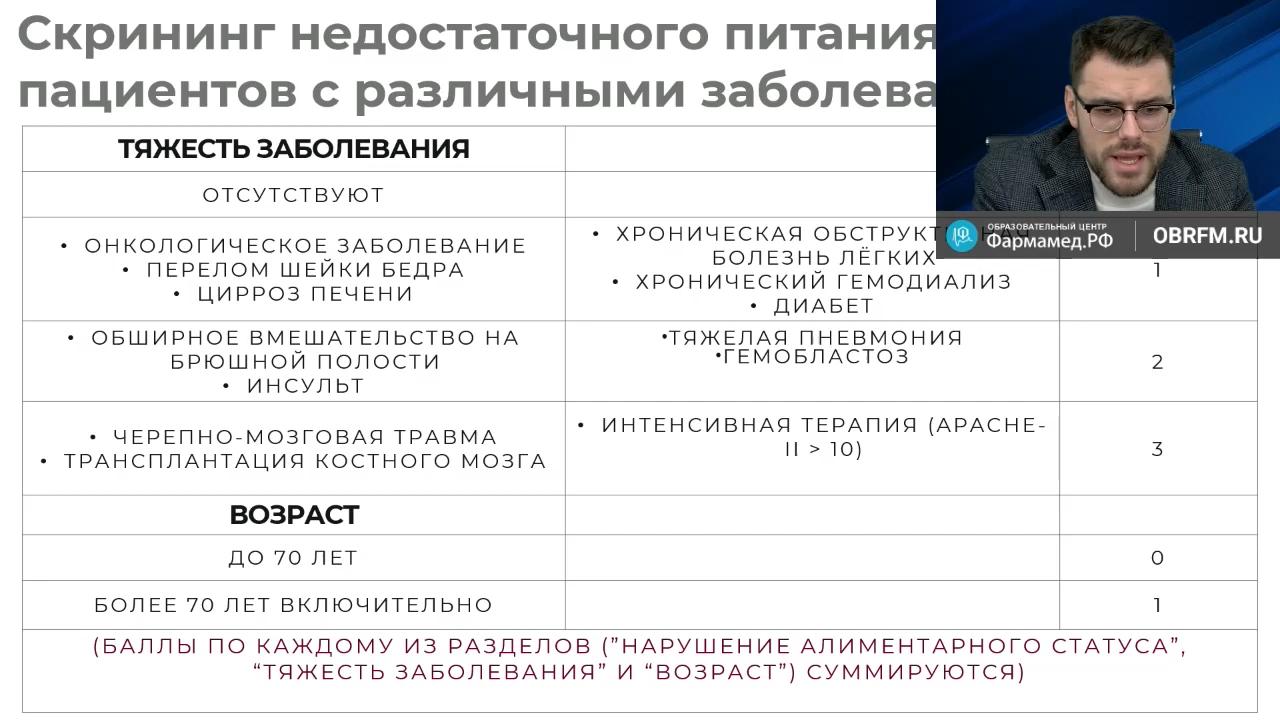 Скрининг недостаточного питания
пациентов с различными
ТЯЖЕСТЬ ЗАБОЛЕВАНИЯ
ОТСУТСТВУЮТ
• ОНКОЛОГИЧЕСКОЕ ЗАБОЛЕВАНИЕ
• ПЕРЕЛОМ ШЕЙКИ БЕДРА
• ЦИРРОЗ ПЕЧЕНИ
• ХРОНИЧЕСКАЯ ОБСТРУКТИВНАЯ
БОЛЕЗНЬ ЛЁГКИХ
• ХРОНИЧЕСКИЙ ГЕМОДИАЛИЗ
• ДИАБЕТ
1
• ОБШИРНОЕ ВМЕШАТЕЛЬСТВО НА
БРЮШНОЙ ПОЛОСТИ
• ИНСУЛЬТ
•ТЯЖЕЛАЯ ПНЕВМОНИЯ
•ГЕМОБЛАСТОЗ
2
• ЧЕРЕПНО-МОЗГОВАЯ ТРАВМА
• ТРАНСПЛАНТАЦИЯ КОСТНОГО МОЗГА
• ИНТЕНСИВНАЯ ТЕРАПИЯ (APACHE-
II > 10)
3
ВОЗРАСТ
ДО 70 ЛЕТ
0
БОЛЕЕ 70 ЛЕТ ВКЛЮЧИТЕЛЬНО
1
(БАЛЛЫ ПО КАЖДОМУ ИЗ РАЗДЕЛОВ (”НАРУШЕНИЕ АЛИМЕНТАРНОГО СТАТУСА”,
“ТЯЖЕСТЬ ЗАБОЛЕВАНИЯ” И “ВОЗРАСТ”) СУММИРУЮТСЯ)
ОБРАЗОВАТЕЛЬНЫЙ ЦЕНТР
Фармамед.РФ
OBRFM.RU